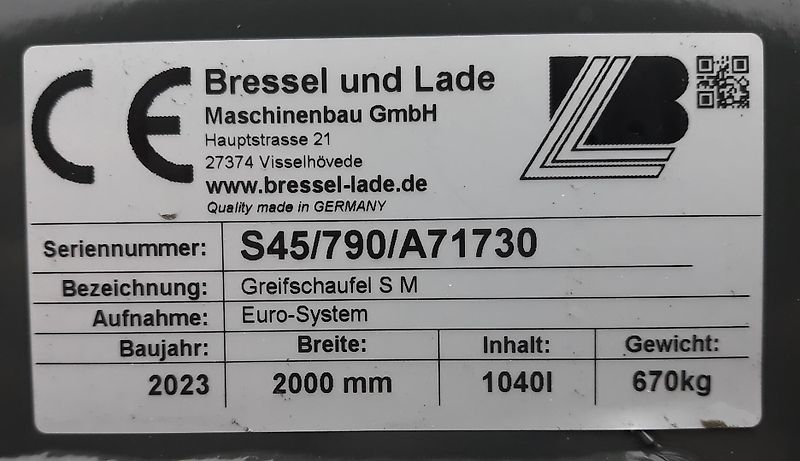 CE
Bressel und Lade
Maschinenbau GmbH
Hauptstrasse 21
27374 Visselhövede
www.bressel-lade.de
Quality made in GERMANY
LB
Seriennummer: S45/790/A71730
Bezeichnung: Greifschaufel S M
Aufnahme: Euro-System
Baujahr: Breite: Inhalt: Gewicht:
2023 2000 mm 1040l 670kg